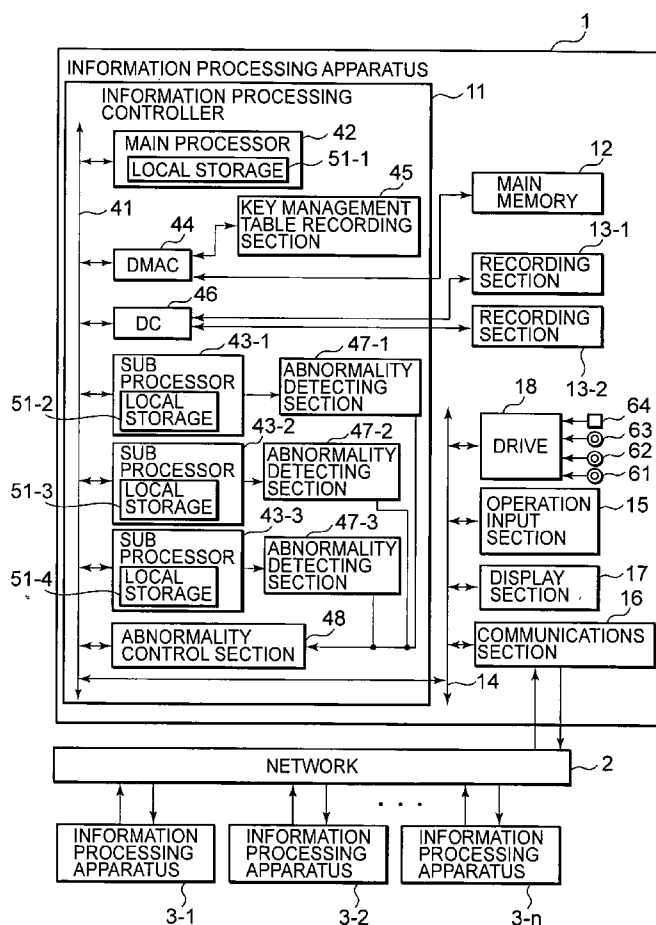 1
INFORMATION PROCESSING APPARATUS
11
INFORMATION PROCESSING
CONTROLLER
42
MAIN PROCESSOR
LOCAL STORAGE
51-1
45
12
MAIN
MEMORY
41
44
KEY MANAGEMENT
TABLE RECORDING
SECTION
DMAC
13-1
RECORDING
SECTION
46
DC
RECORDING
SECTION
13-2
43-1
47-1
SUB
PROCESSOR
LOCAL
STORAGE
51-2
ABNORMALITY
DETECTING
SECTION
18
DRIVE
64
63
62
61
43-2
47-2
SUB
PROCESSOR
LOCAL
STORAGE
51-3
ABNORMALITY
DETECTING
SECTION
OPERATION
INPUT
SECTION
15
43-3
47-3
SUB
PROCESSOR
LOCAL
STORAGE
51-4
ABNORMALITY
DETECTING
SECTION
DISPLAY
SECTION
17
16
COMMUNICATIONS
SECTION
48
ABNORMALITY
CONTROL SECTION
14
NETWORK
2
. . .
INFORMATION
PROCESSING
APPARATUS
3-1
INFORMATION
PROCESSING
APPARATUS
3-2
INFORMATION
PROCESSING
APPARATUS
3-n